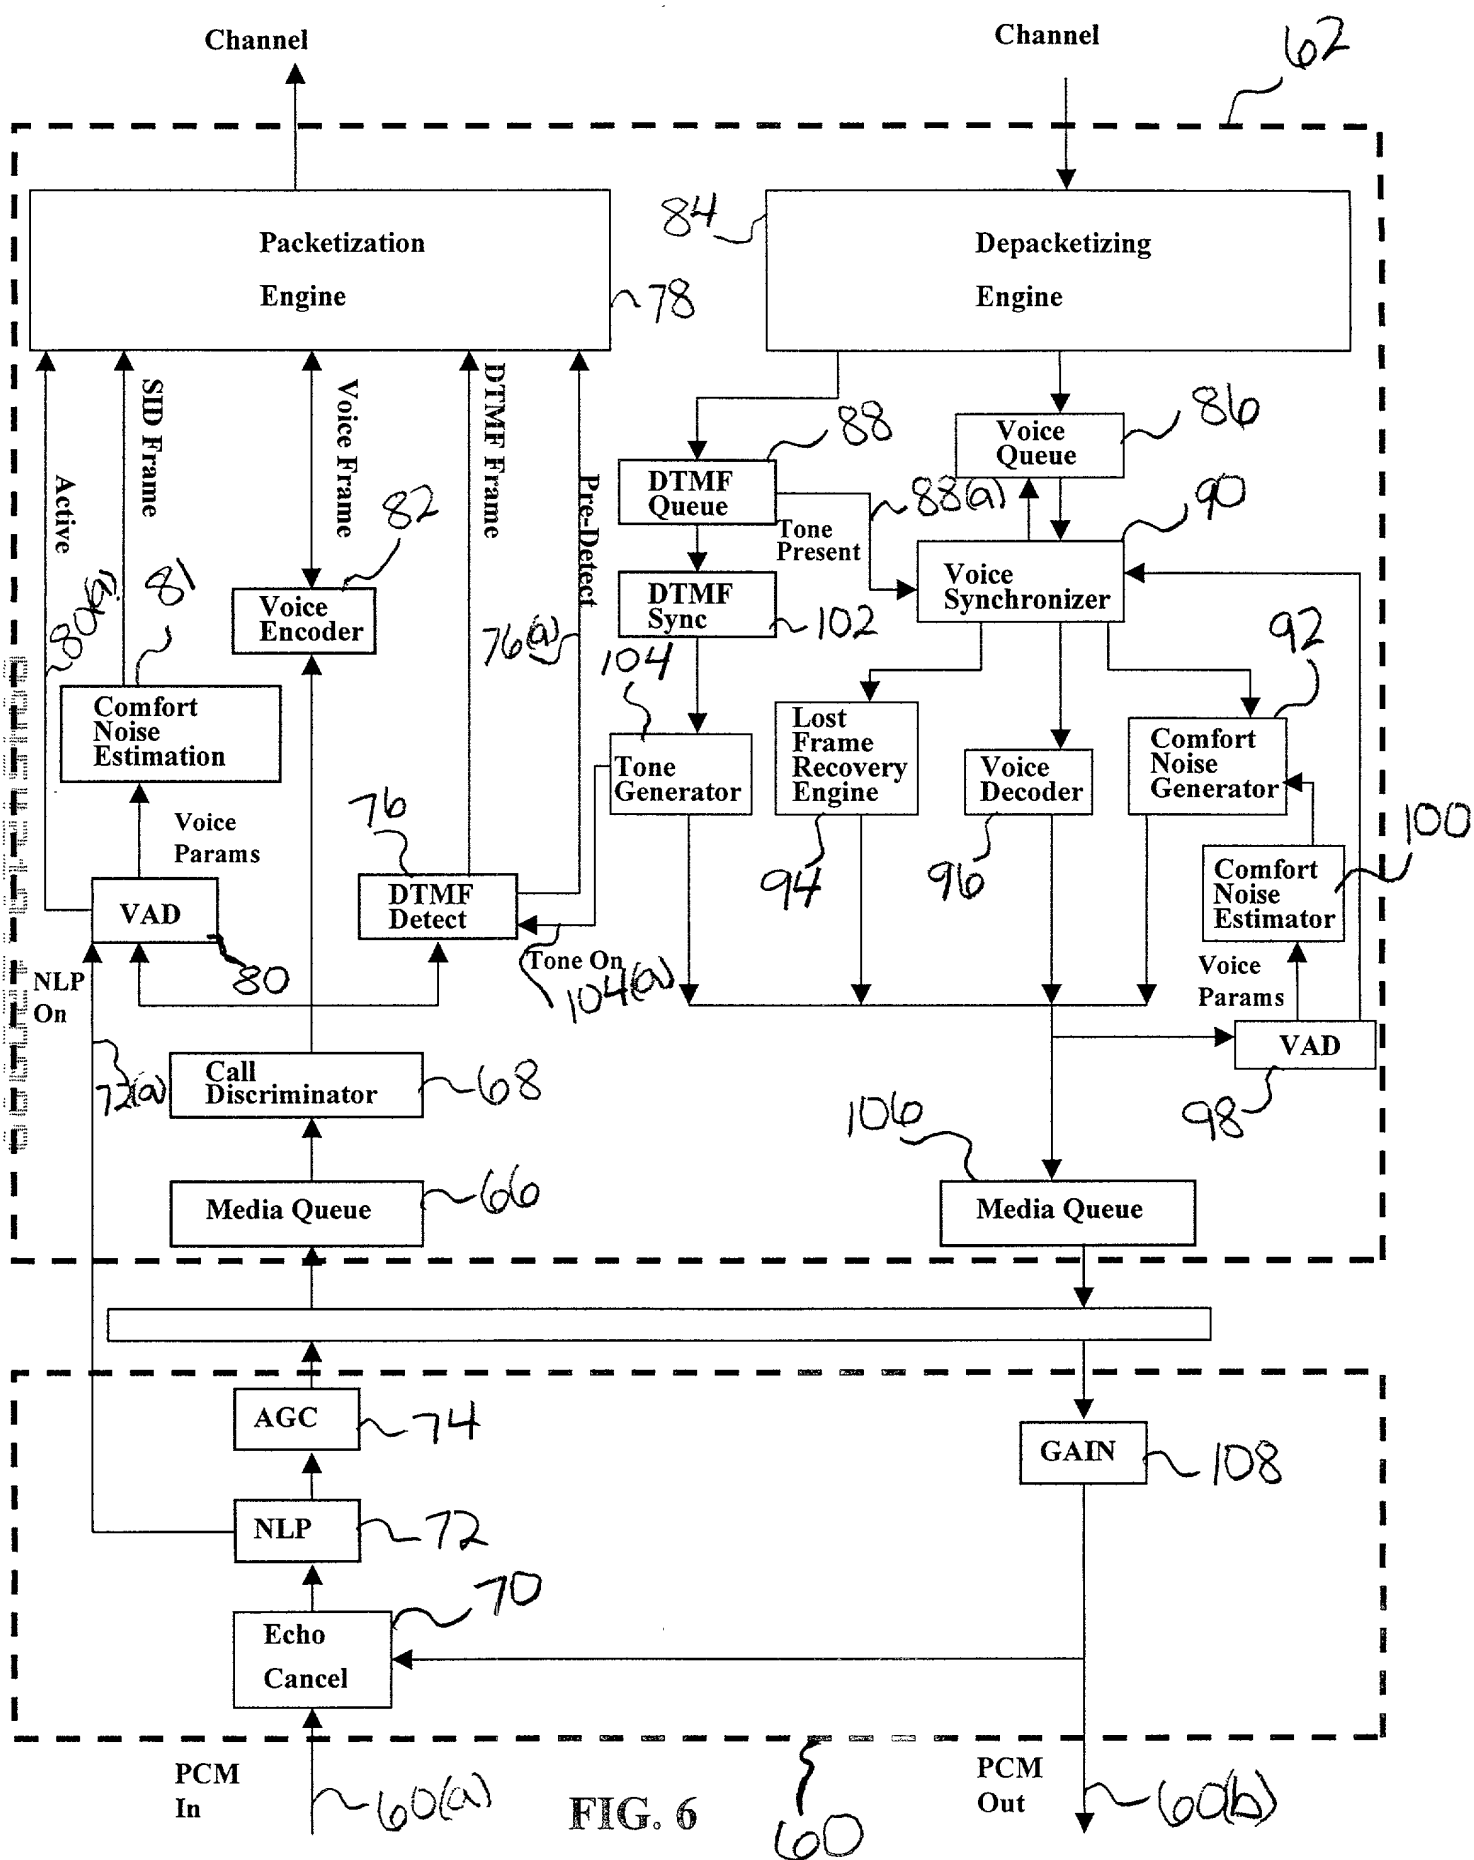 Channel
Channel
62
Packetization
Engine
78
84
Depacketizing
Engine
Active
SID Frame
Voice Frame
DTMF Frame
Pre-Detect
80(a)
81
82
Voice
Encoder
76(a)
88
DTMF
Queue
88(a)
Tone
Present
86
Voice
Queue
90
Voice
Synchronizer
DTMF
Sync
102
104
Tone
Generator
Lost
Frame
Recovery
Engine
94
Voice
Decoder
96
92
Comfort
Noise
Generator
100
Comfort
Noise
Estimator
Voice
Params
VAD
98
Comfort
Noise
Estimation
Voice
Params
VAD
80
76
DTMF
Detect
Tone On
104(a)
NLP
On
72(a)
Call
Discriminator
68
Media Queue
66
106
Media Queue
AGC
74
GAIN
108
NLP
72
Echo
Cancel
70
PCM
In
60(a)
FIG. 6
60
PCM
Out
60(b)